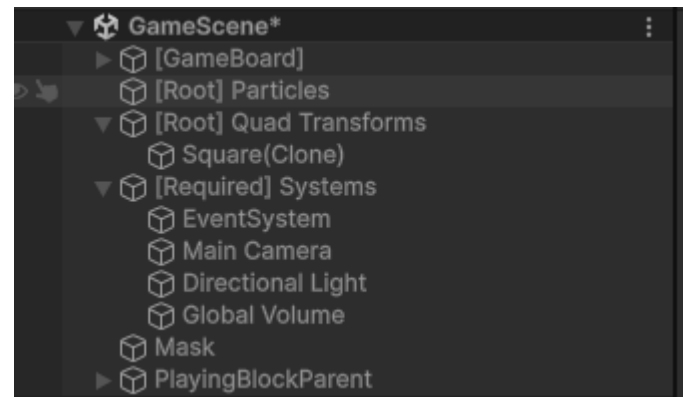 GameScene*
[GameBoard]
[Root] Particles
[Root] Quad Transforms
Square(Clone)
[Required] Systems
EventSystem
Main Camera
Directional Light
Global Volume
Mask
PlayingBlockParent